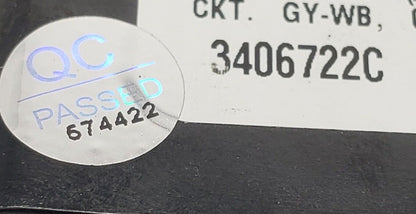 CKT. GY-WB,
3406722C
QC
PASSED
674422